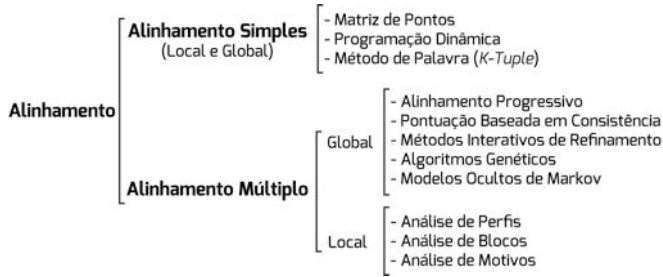 Alinhamento
Alinhamento Simples
(Local e Global)
- Matriz de Pontos
- Programação Dinâmica
- Método de Palavra (K-Tuple)
Alinhamento Múltiplo
Global
- Alinhamento Progressivo
- Pontuação Baseada em Consistência
- Métodos Interativos de Refinamento
- Algoritmos Genéticos
- Modelos Ocultos de Markov
Local
- Análise de Perfis
- Análise de Blocos
- Análise de Motivos